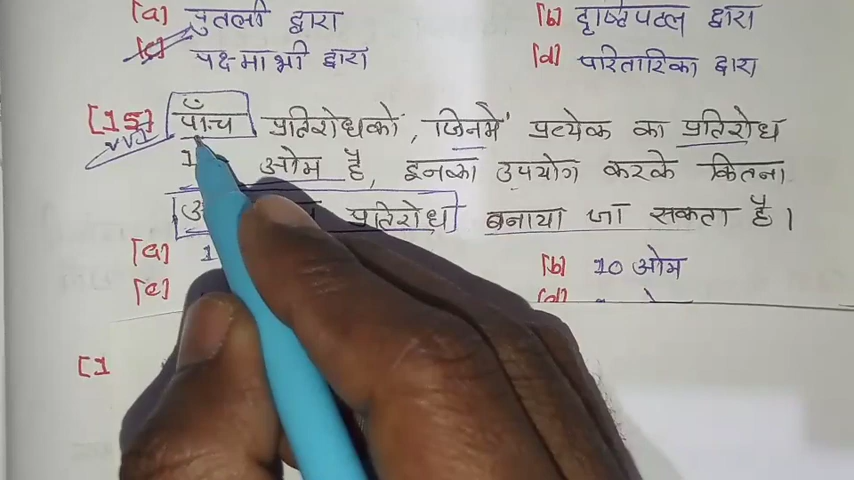 [a] पुतली द्वारा [b] दृष्टिपटल द्वारा
[c] पक्ष्माभी द्वारा [d] परितारिका द्वारा
[15] पाँच प्रतिरोधको, जिनमें प्रत्येक का प्रतिरोध
VVI ओम है, इनका उपयोग करके कितना
प्रतिरोध बनाया जा सकता है।
[a] [b] 10 ओम
[c] [d]
[1